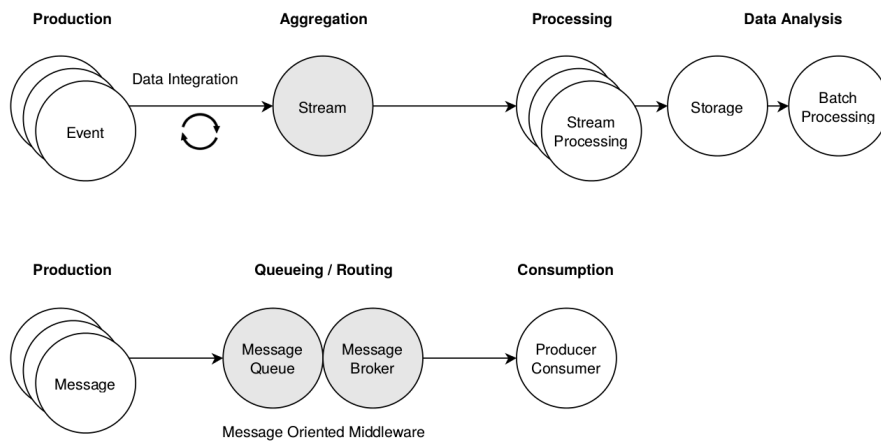 Production
Aggregation
Processing
Data Analysis
Data Integration
Event
Stream
Stream
Processing
Storage
Batch
Processing
Production
Queueing / Routing
Consumption
Message
Message
Queue
Message
Broker
Producer
Consumer
Message Oriented Middleware